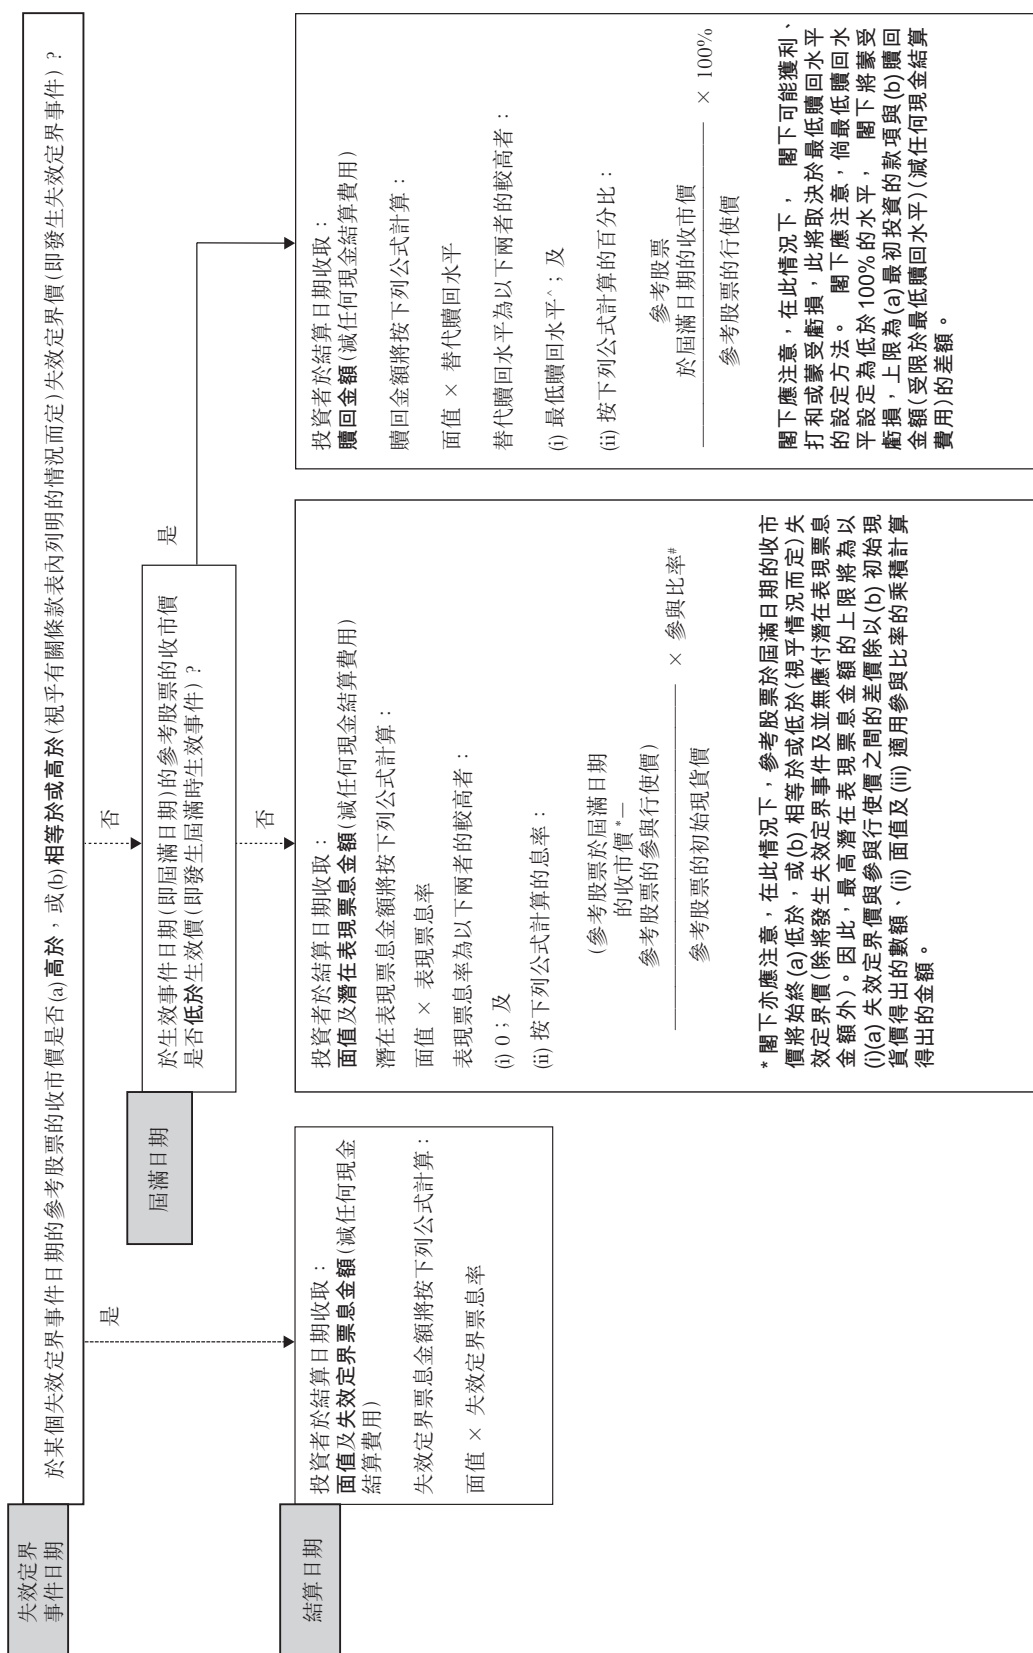 失效定界
事件日期
於某個失效定界事件日期的參考股票的收市價是否(a)高於，或(b)相等於或高於(視乎有關條款表內列明的情況而定)失效定界價(即發生失效定界事件)？
是
否
屆滿日期
於生效事件日期(即屆滿日期)的參考股票的收市價
是否低於生效價(即發生屆滿時生效事件)？
否
是
結算日期
投資者於結算日期收取：
面值及失效定界票息金額(減任何現金
結算費用)
失效定界票息金額將按下列公式計算：
面值 × 失效定界票息率
投資者於結算日期收取：
面值及潛在表現票息金額(減任何現金結算費用)
潛在表現票息金額將按下列公式計算：
面值 × 表現票息率
表現票息率為以下兩者的較高者：
(i) 0；及
(ii) 按下列公式計算的息率：
(參考股票於屆滿日期
的收市價*—
參考股票的參與行使價)
× 參與比率#
參考股票的初始現貨價
* 閣下亦應注意，在此情況下，參考股票於屆滿日期的收市
價將始終(a)低於，或(b)相等於或低於(視乎情況而定)失
效定界價(除將發生失效定界事件及並無應付潛在表現票息
金額外)。因此，最高潛在表現票息金額的上限將為以
(i)(a)失效定界價與參與行使價之間的差價除以(b)初始現
貨價得出的數額、(ii)面值及(iii)適用參與比率的乘積計算
得出的金額。
投資者於結算日期收取：
贖回金額(減任何現金結算費用)
贖回金額將按下列公式計算：
面值 × 替代贖回水平
替代贖回水平為以下兩者的較高者：
(i) 最低贖回水平^；及
(ii) 按下列公式計算的百分比：
參考股票
於屆滿日期的收市價
× 100%
參考股票的行使價
閣下應注意，在此情況下，閣下可能獲利、
打和或蒙受虧損，此將取決於最低贖回水平
的設定方法。閣下應注意，倘最低贖回水
平設定為低於100%的水平，閣下將蒙受
虧損，上限為(a)最初投資的款項與(b)贖回
金額(受限於最低贖回水平)(減任何現金結算
費用)的差額。